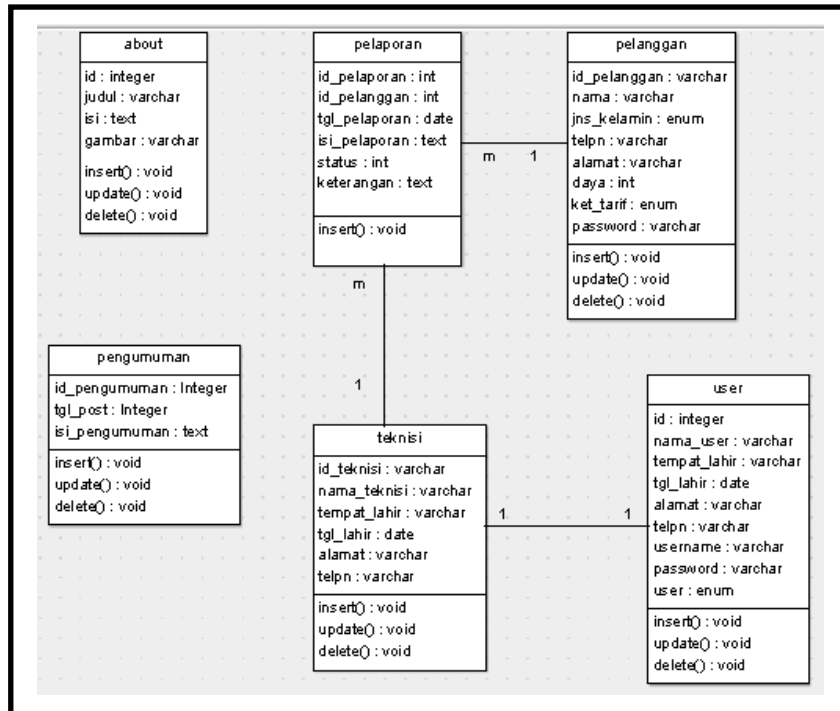 about
id : integer
judul : varchar
isi : text
gambar : varchar
insert() : void
update() : void
delete() : void
pelaporan
id_pelaporan : int
id_pelanggan : int
tgl_pelaporan : date
isi_pelaporan : text
status : int
keterangan : text
insert() : void
pelanggan
id_pelanggan : varchar
nama : varchar
jns_kelamin : enum
telpn : varchar
alamat : varchar
daya : int
ket_tarif : enum
password : varchar
insert() : void
update() : void
delete() : void
m 1
m
1
pengumuman
id_pengumuman : Integer
tgl_post : Integer
isi_pengumuman : text
insert() : void
update() : void
delete() : void
teknisi
id_teknisi : varchar
nama_teknisi : varchar
tempat_lahir : varchar
tgl_lahir : date
alamat : varchar
telpn : varchar
insert() : void
update() : void
delete() : void
1 1
user
id : integer
nama_user : varchar
tempat_lahir : varchar
tgl_lahir : date
alamat : varchar
telpn : varchar
username : varchar
password : varchar
user : enum
insert() : void
update() : void
delete() : void